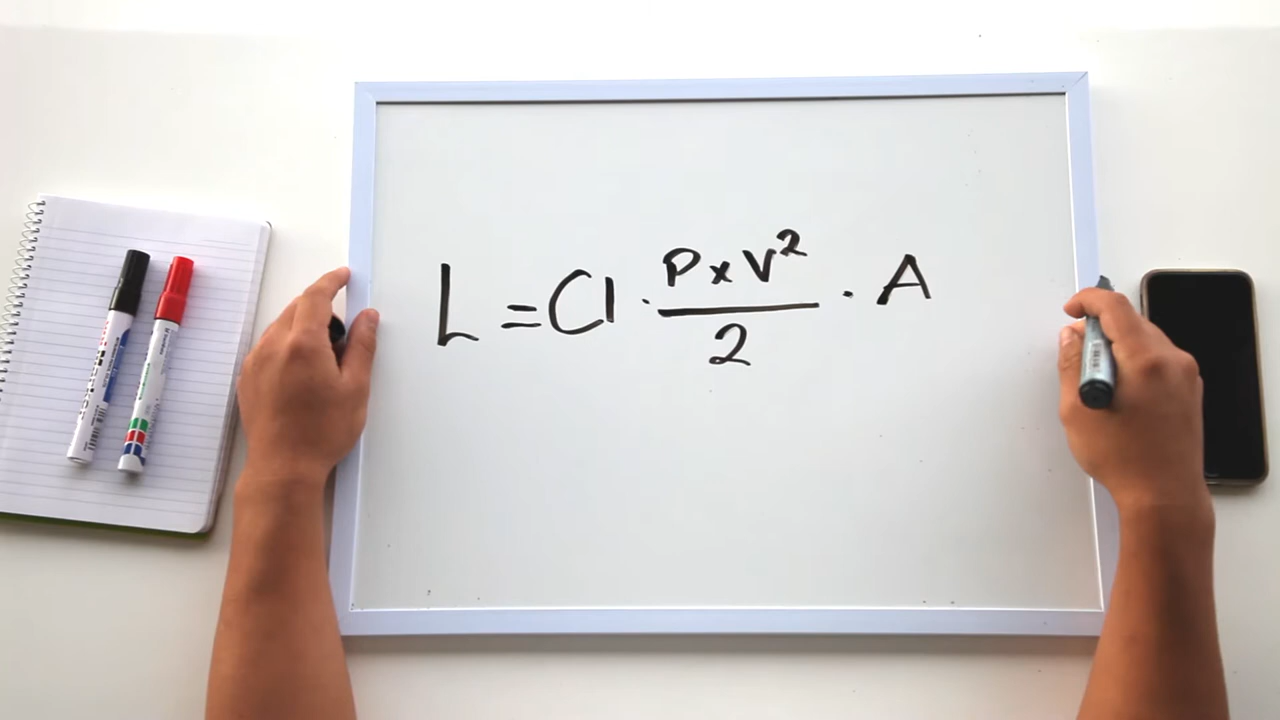 L = Cl · P x V² / 2 · A